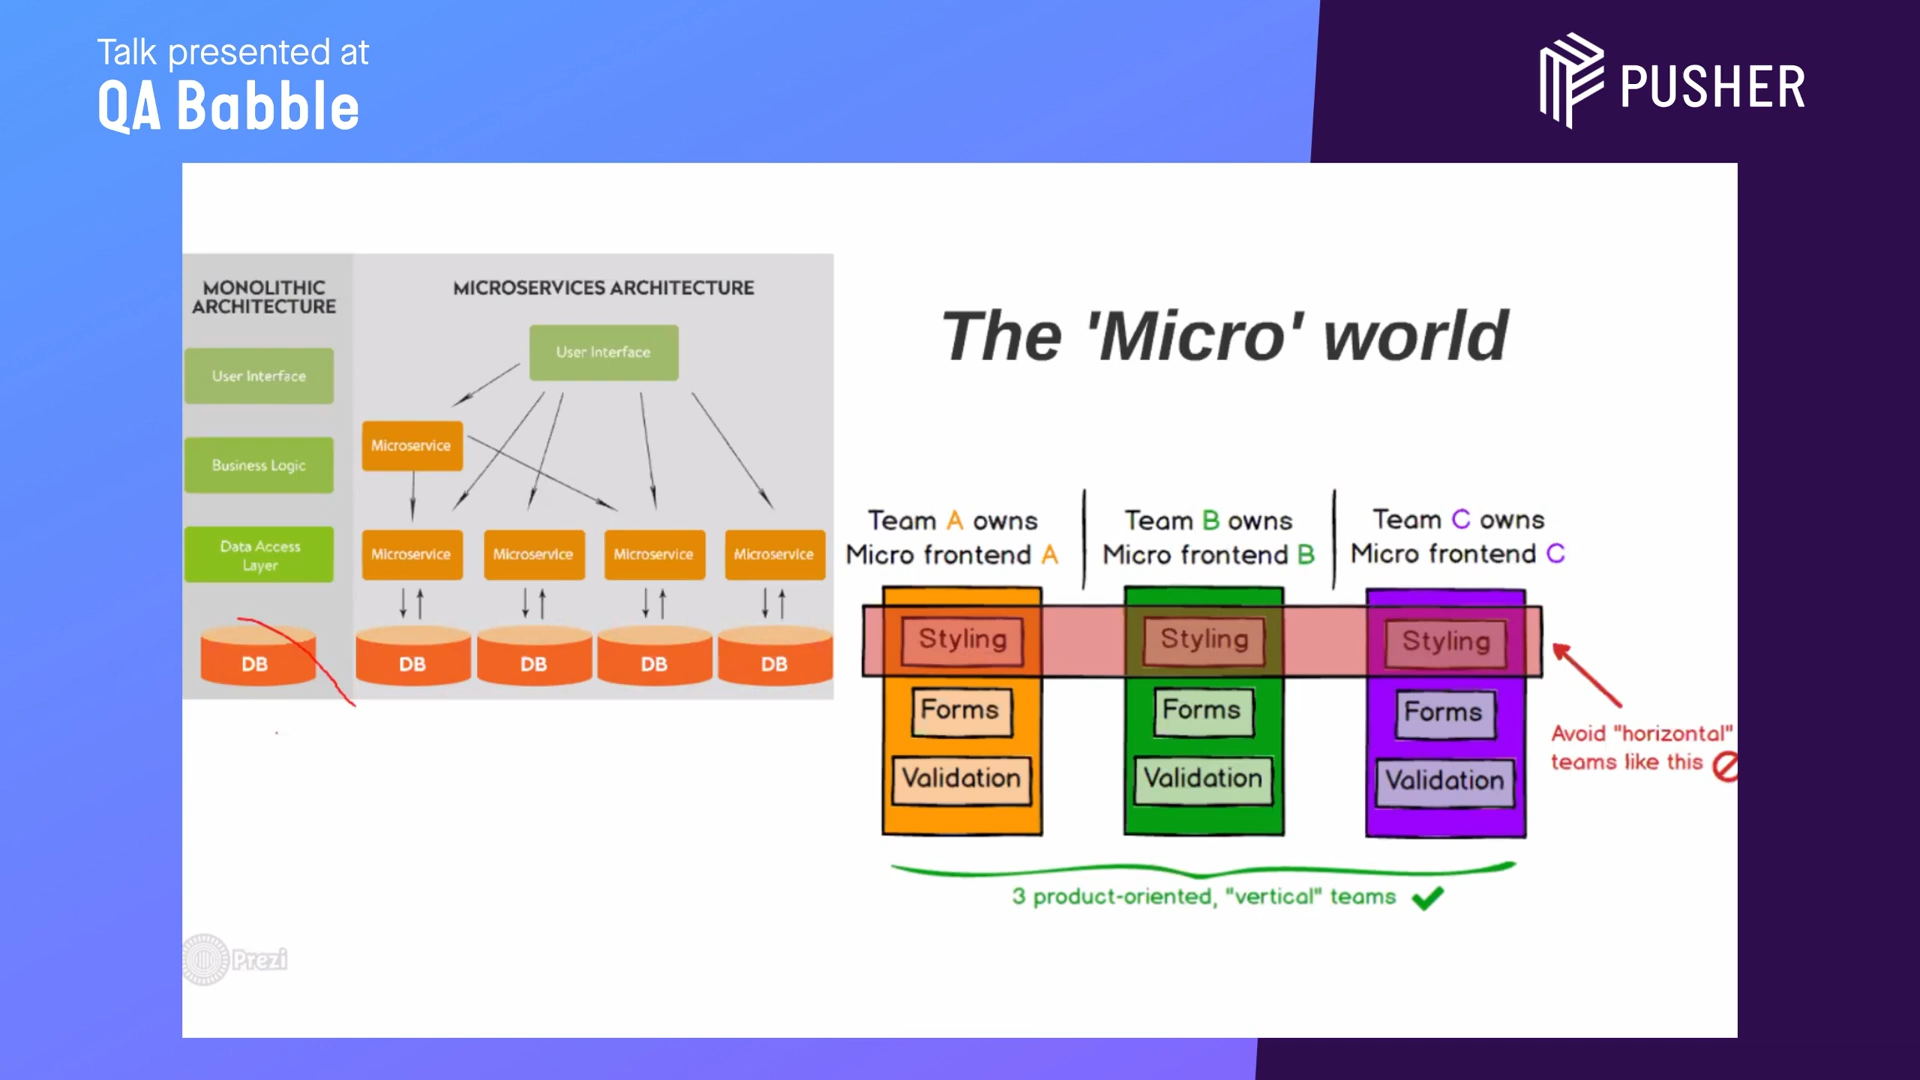 Talk presented at
QA Babble
PUSHER
MONOLITHIC
ARCHITECTURE
User Interface
Business Logic
Data Access
Layer
DB
MICROSERVICES ARCHITECTURE
User Interface
Microservice
Microservice
Microservice
Microservice
Microservice
DB
DB
DB
DB
The 'Micro' world
Team A owns
Micro frontend A
Team B owns
Micro frontend B
Team C owns
Micro frontend C
Styling
Styling
Styling
Forms
Forms
Forms
Validation
Validation
Validation
Avoid "horizontal"
teams like this
3 product-oriented, "vertical" teams
Prezi